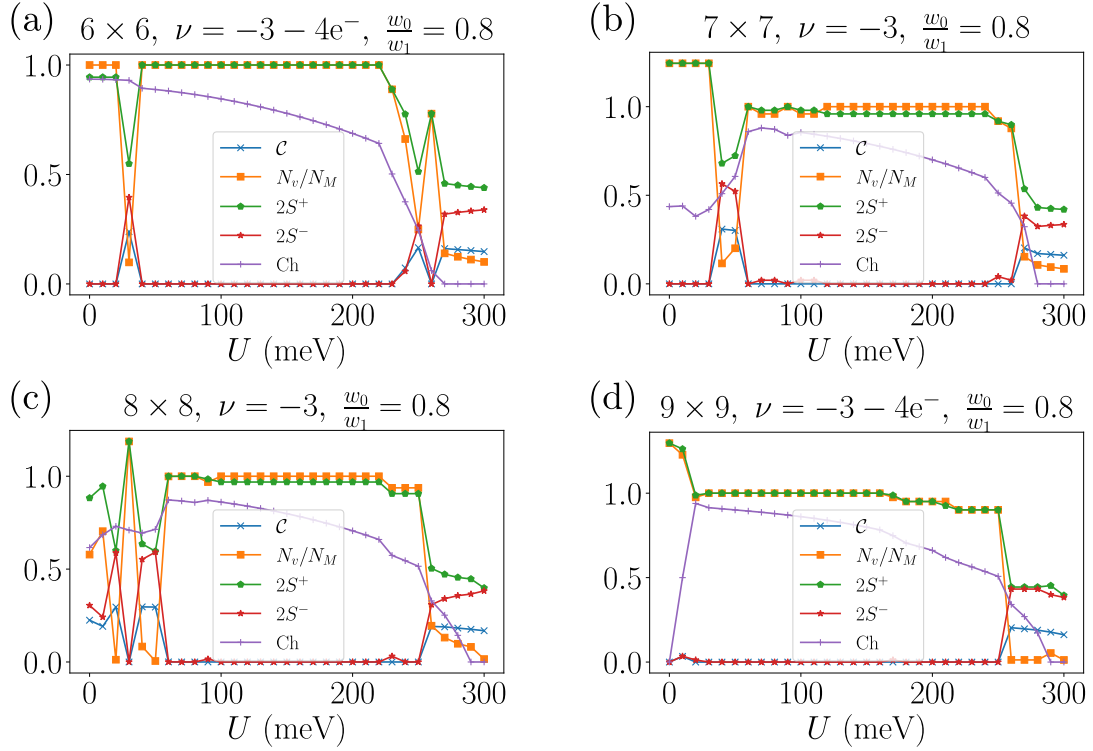 (a)
6 × 6, ν = −3 − 4e⁻, w₀/w₁ = 0.8
1.0
0.5
0.0
0 100 200 300
U (meV)
𝒞
Nᵥ/N_M
2S⁺
2S⁻
Ch
(b)
7 × 7, ν = −3, w₀/w₁ = 0.8
1.0
0.5
0.0
0 100 200 300
U (meV)
𝒞
Nᵥ/N_M
2S⁺
2S⁻
Ch
(c)
8 × 8, ν = −3, w₀/w₁ = 0.8
1.0
0.5
0.0
0 100 200 300
U (meV)
𝒞
Nᵥ/N_M
2S⁺
2S⁻
Ch
(d)
9 × 9, ν = −3 − 4e⁻, w₀/w₁ = 0.8
1.0
0.5
0.0
0 100 200 300
U (meV)
𝒞
Nᵥ/N_M
2S⁺
2S⁻
Ch